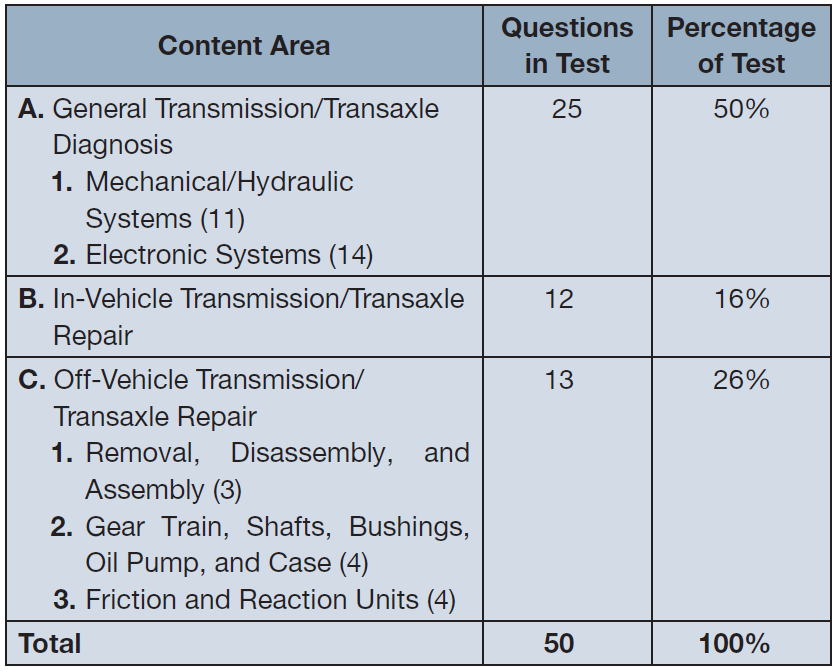 Content Area
Questions
in Test
Percentage
of Test
A. General Transmission/Transaxle
Diagnosis
25
50%
1. Mechanical/Hydraulic
Systems (11)
2. Electronic Systems (14)
B. In-Vehicle Transmission/Transaxle
Repair
12
16%
C. Off-Vehicle Transmission/
Transaxle Repair
13
26%
1. Removal, Disassembly, and
Assembly (3)
2. Gear Train, Shafts, Bushings,
Oil Pump, and Case (4)
3. Friction and Reaction Units (4)
Total
50
100%